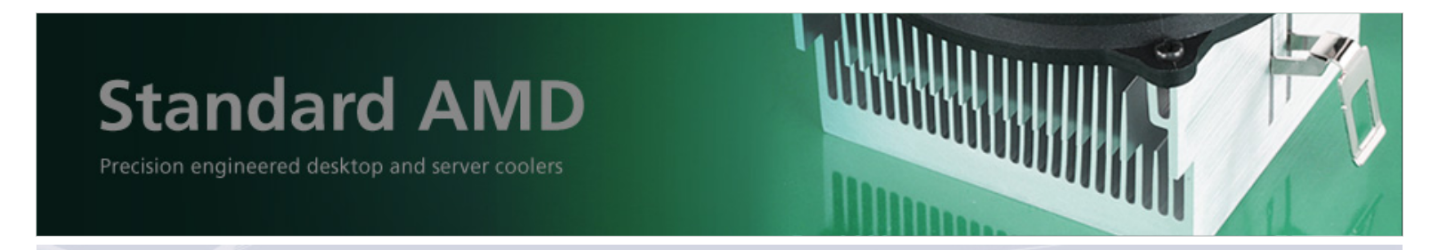 Standard AMD
Precision engineered desktop and server coolers